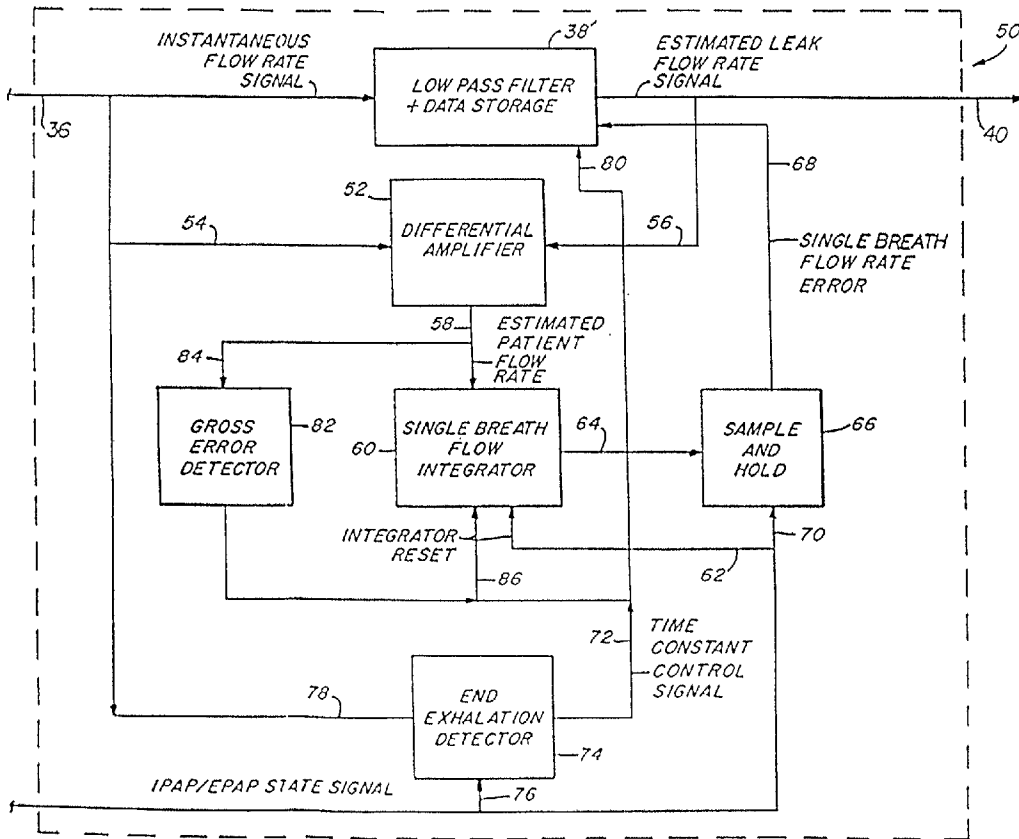 38'
INSTANTANEOUS
FLOW RATE
SIGNAL
ESTIMATED LEAK
FLOW RATE
SIGNAL
50
LOW PASS FILTER
+ DATA STORAGE
36
40
80
68
52
54
DIFFERENTIAL
AMPLIFIER
56
SINGLE BREATH
FLOW RATE
ERROR
58
ESTIMATED
PATIENT
FLOW
RATE
84
GROSS
ERROR
DETECTOR
82
60
SINGLE BREATH
FLOW
INTEGRATOR
64
SAMPLE
AND
HOLD
66
INTEGRATOR
RESET
70
86
62
72
TIME
CONSTANT
CONTROL
SIGNAL
78
END
EXHALATION
DETECTOR
74
IPAP/EPAP STATE SIGNAL
76